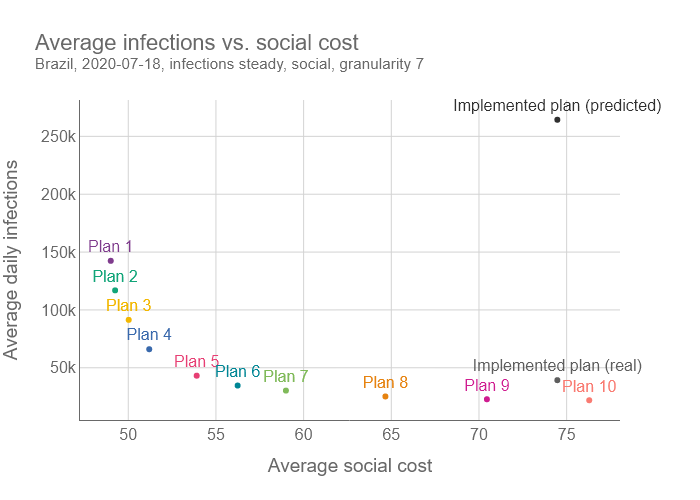 Average infections vs. social cost
Brazil, 2020-07-18, infections steady, social, granularity 7
Implemented plan (predicted)
250k
200k
150k
100k
50k
Average daily infections
Plan 1
Plan 2
Plan 3
Plan 4
Plan 5
Plan 6
Plan 7
Plan 8
Plan 9
Implemented plan (real)
Plan 10
50
55
60
65
70
75
Average social cost